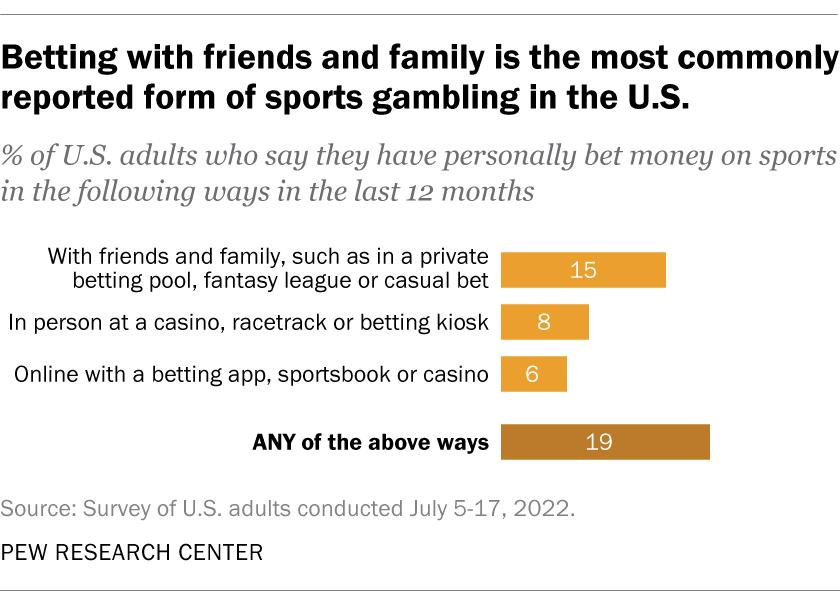 Betting with friends and family is the most commonly
reported form of sports gambling in the U.S.
% of U.S. adults who say they have personally bet money on sports
in the following ways in the last 12 months
With friends and family, such as in a private
betting pool, fantasy league or casual bet
15
In person at a casino, racetrack or betting kiosk
8
Online with a betting app, sportsbook or casino
6
ANY of the above ways
19
Source: Survey of U.S. adults conducted July 5-17, 2022.
PEW RESEARCH CENTER